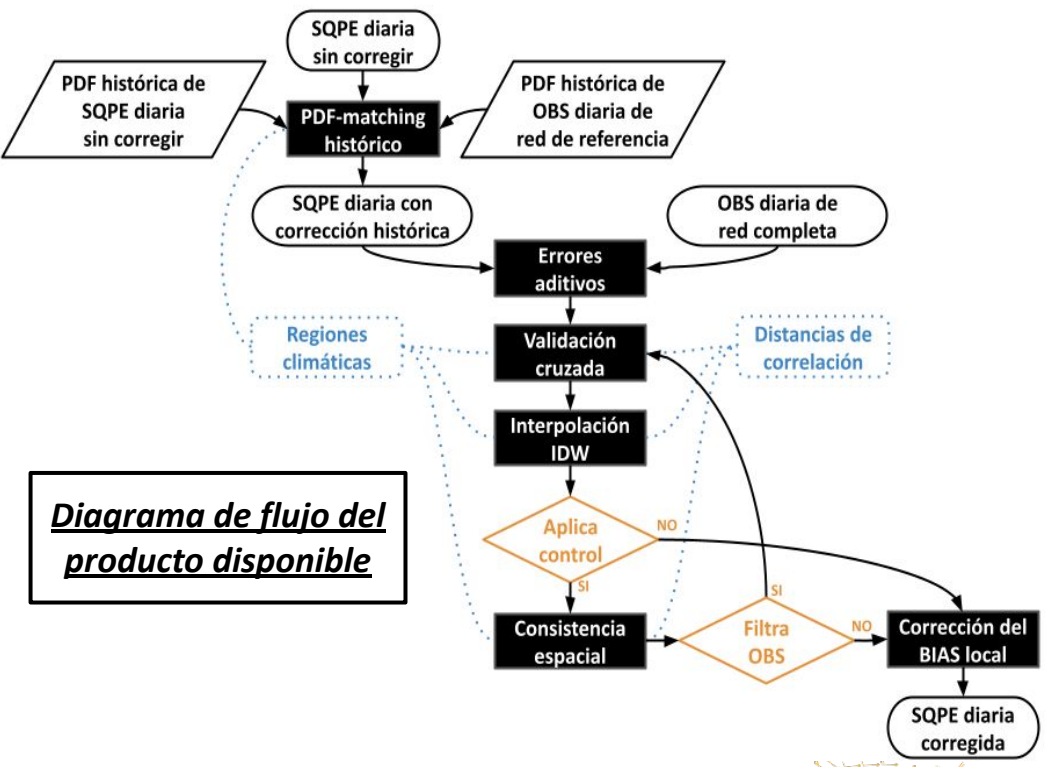 SQPE diaria
sin corregir
PDF histórica de
SQPE diaria
sin corregir
PDF-matching
histórico
PDF histórica de
OBS diaria de
red de referencia
SQPE diaria con
corrección histórica
OBS diaria de
red completa
Errores
aditivos
Regiones
climáticas
Validación
cruzada
Distancias de
correlación
Interpolación
IDW
Diagrama de flujo del
producto disponible
Aplica
control
NO
SI
Consistencia
espacial
SI
Filtra
OBS
NO
Corrección del
BIAS local
SQPE diaria
corregida